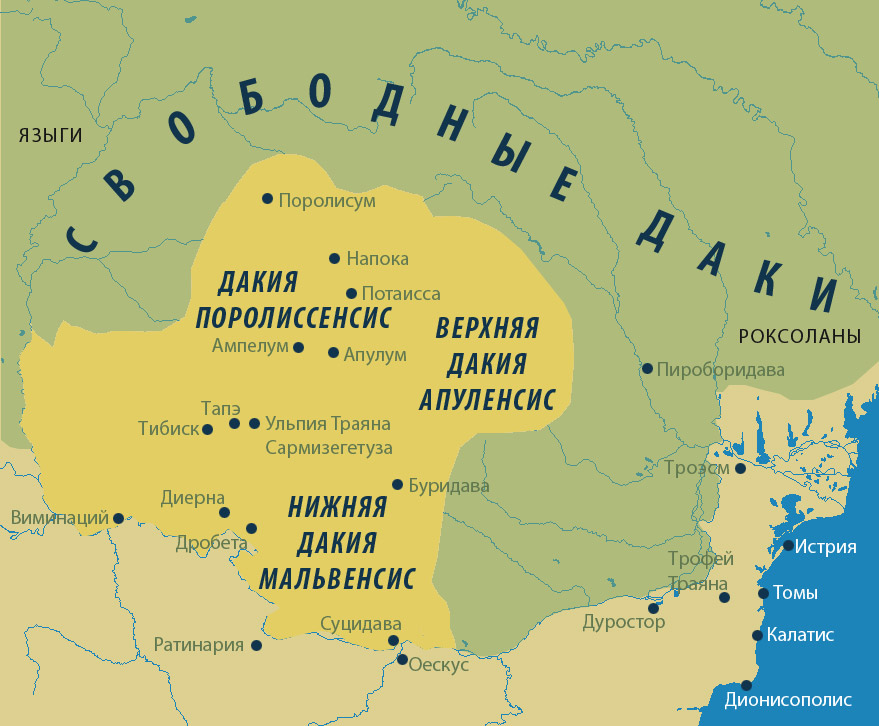 СВОБОДНЫЕ ДАКИ
ЯЗЫГИ
Поролисум
Напока
ДАКИЯ
ПОРОЛИССЕНСИС
Потаисса
ВЕРХНЯЯ
ДАКИЯ
АПУЛЕНСИС
РОКСОЛАНЫ
Ампелум
Апулум
Пироборидава
Тапэ
Тибиск
Ульпия Траяна
Сармизегетуза
Троэсм
Буридава
Диерна
НИЖНЯЯ
ДАКИЯ
МАЛЬВЕНСИС
Виминаций
Дробета
Истрия
Трофей
Траяна
Томы
Дуростор
Суцидава
Калатис
Ратинария
Оескус
Дионисополис